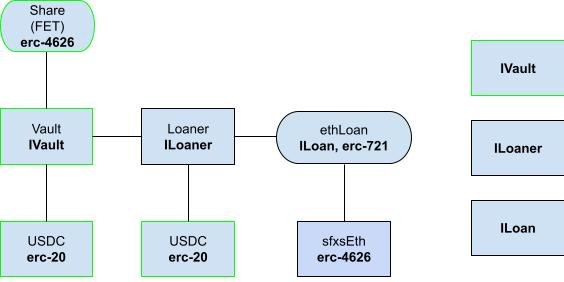 Share
(FET)
erc-4626
IVault
Vault
IVault
Loaner
ILoaner
ethLoan
ILoan, erc-721
ILoaner
USDC
erc-20
USDC
erc-20
sfxsEth
erc-4626
ILoan